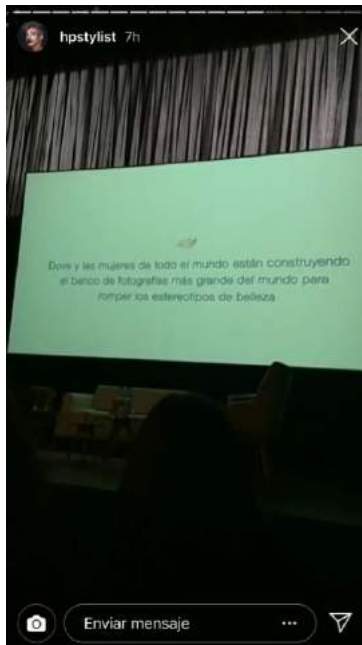 hpstylist 7h
Dove y las mujeres de todo el mundo están construyendo
el banco de fotografías más grande del mundo para
romper los estereotipos de belleza
Enviar mensaje